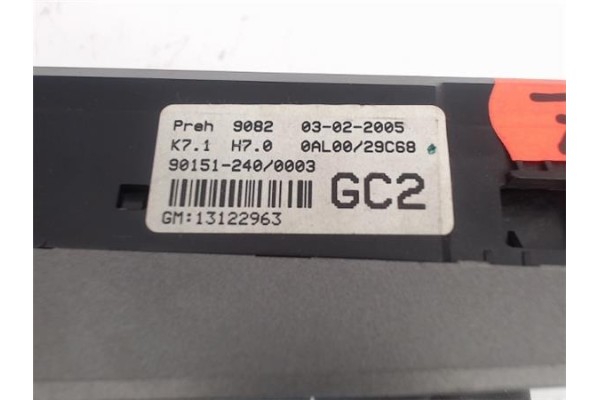 Preh 9082 03-02-2005
K7.1 H7.0 0AL00/29C68
90151-240/0003
GC2
GM:13122963